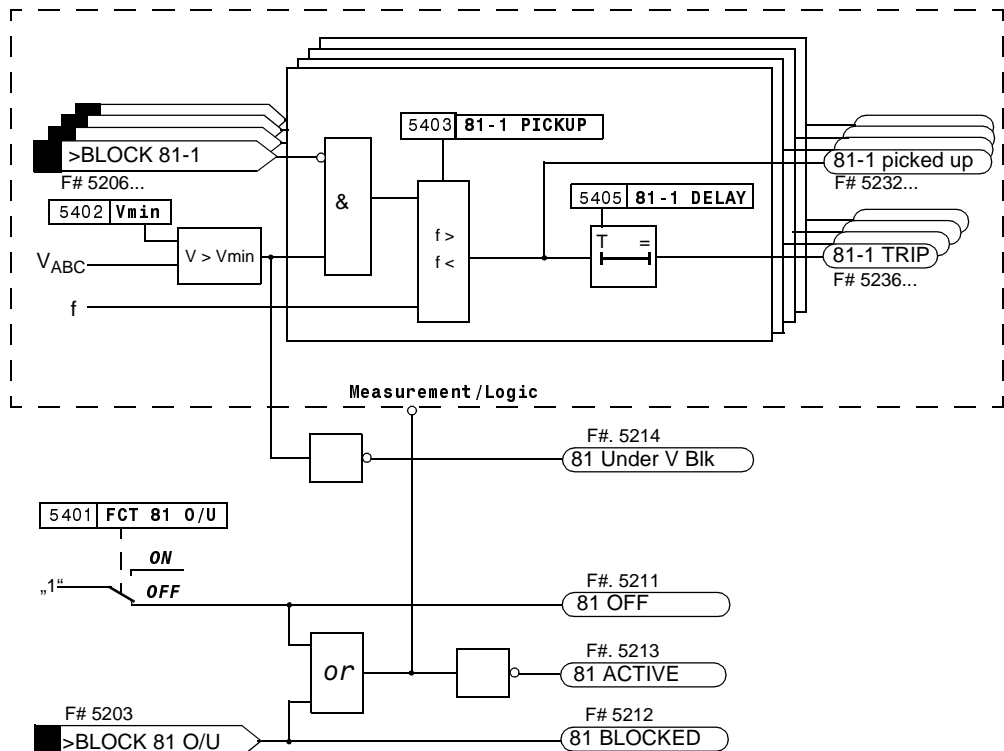 5403 81-1 PICKUP
>BLOCK 81-1
81-1 picked up
F# 5206...
F# 5232...
5405 81-1 DELAY
5402 Vmin
&
f >
f <
T =
V > Vmin
VABC
81-1 TRIP
F# 5236...
f
Measurement/Logic
F#. 5214
81 Under V Blk
5401 FCT 81 O/U
ON
„1“
OFF
F#. 5211
81 OFF
or
F#. 5213
81 ACTIVE
F# 5203
>BLOCK 81 O/U
F# 5212
81 BLOCKED